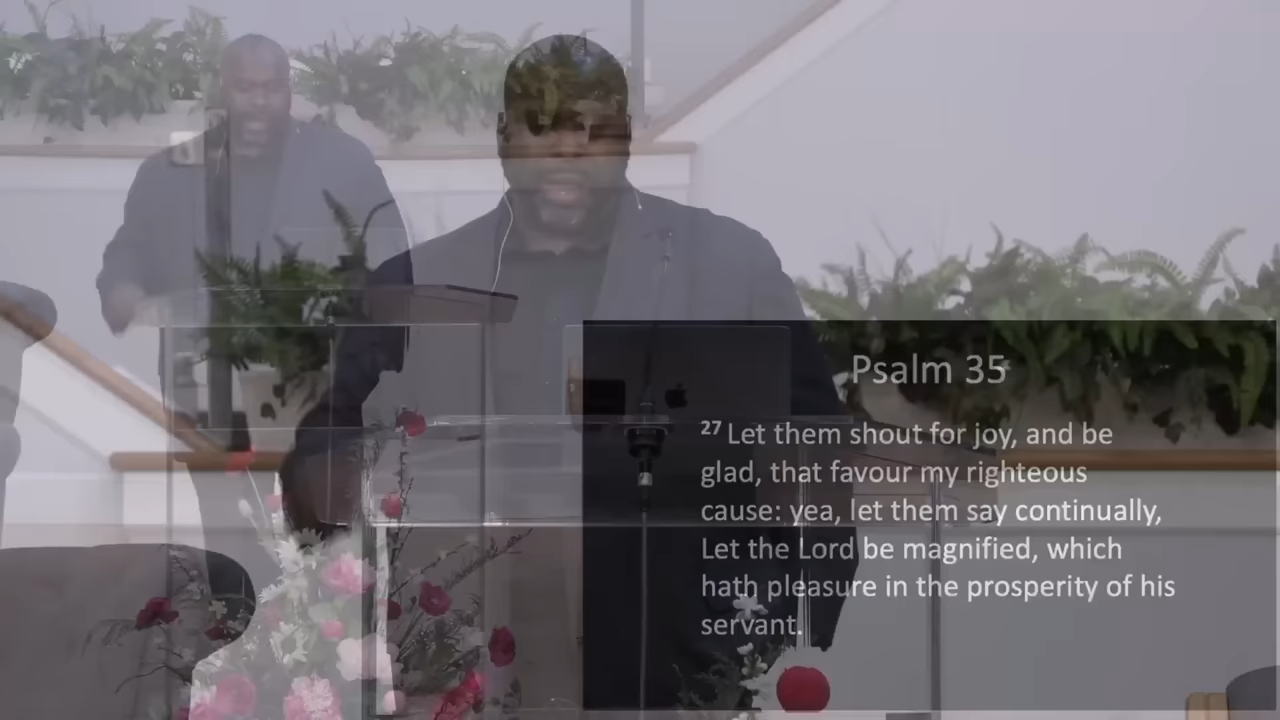 Psalm 35
27 Let them shout for joy, and be
glad, that favour my righteous
cause: yea, let them say continually,
Let the Lord be magnified, which
hath pleasure in the prosperity of his
servant.